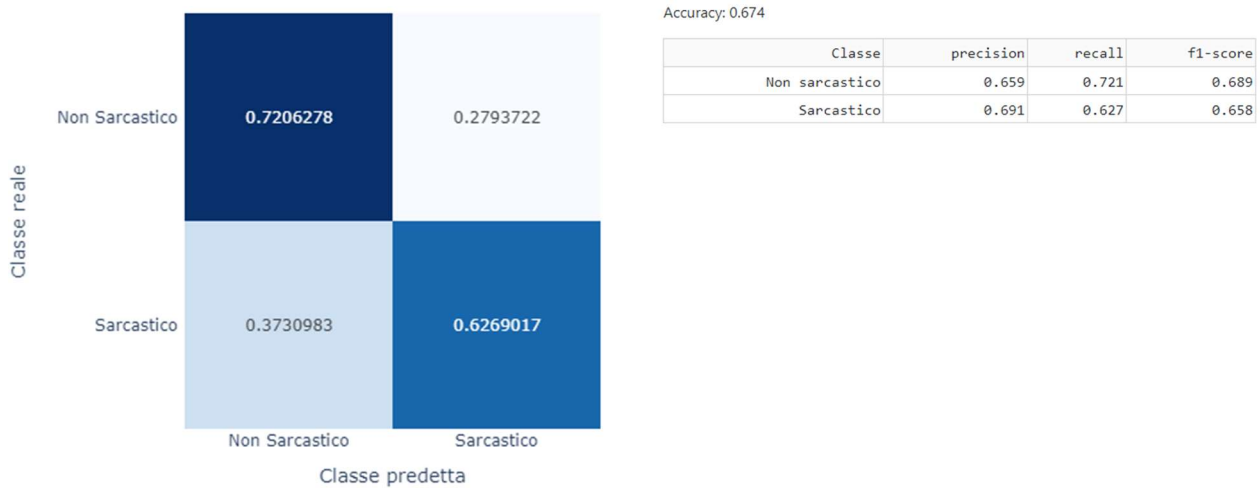 Accuracy: 0.674
Classe precision recall f1-score
Non sarcastico 0.659 0.721 0.689
Sarcastico 0.691 0.627 0.658
Classe reale
Non Sarcastico 0.7206278 0.2793722
Sarcastico 0.3730983 0.6269017
Non Sarcastico Sarcastico
Classe predetta